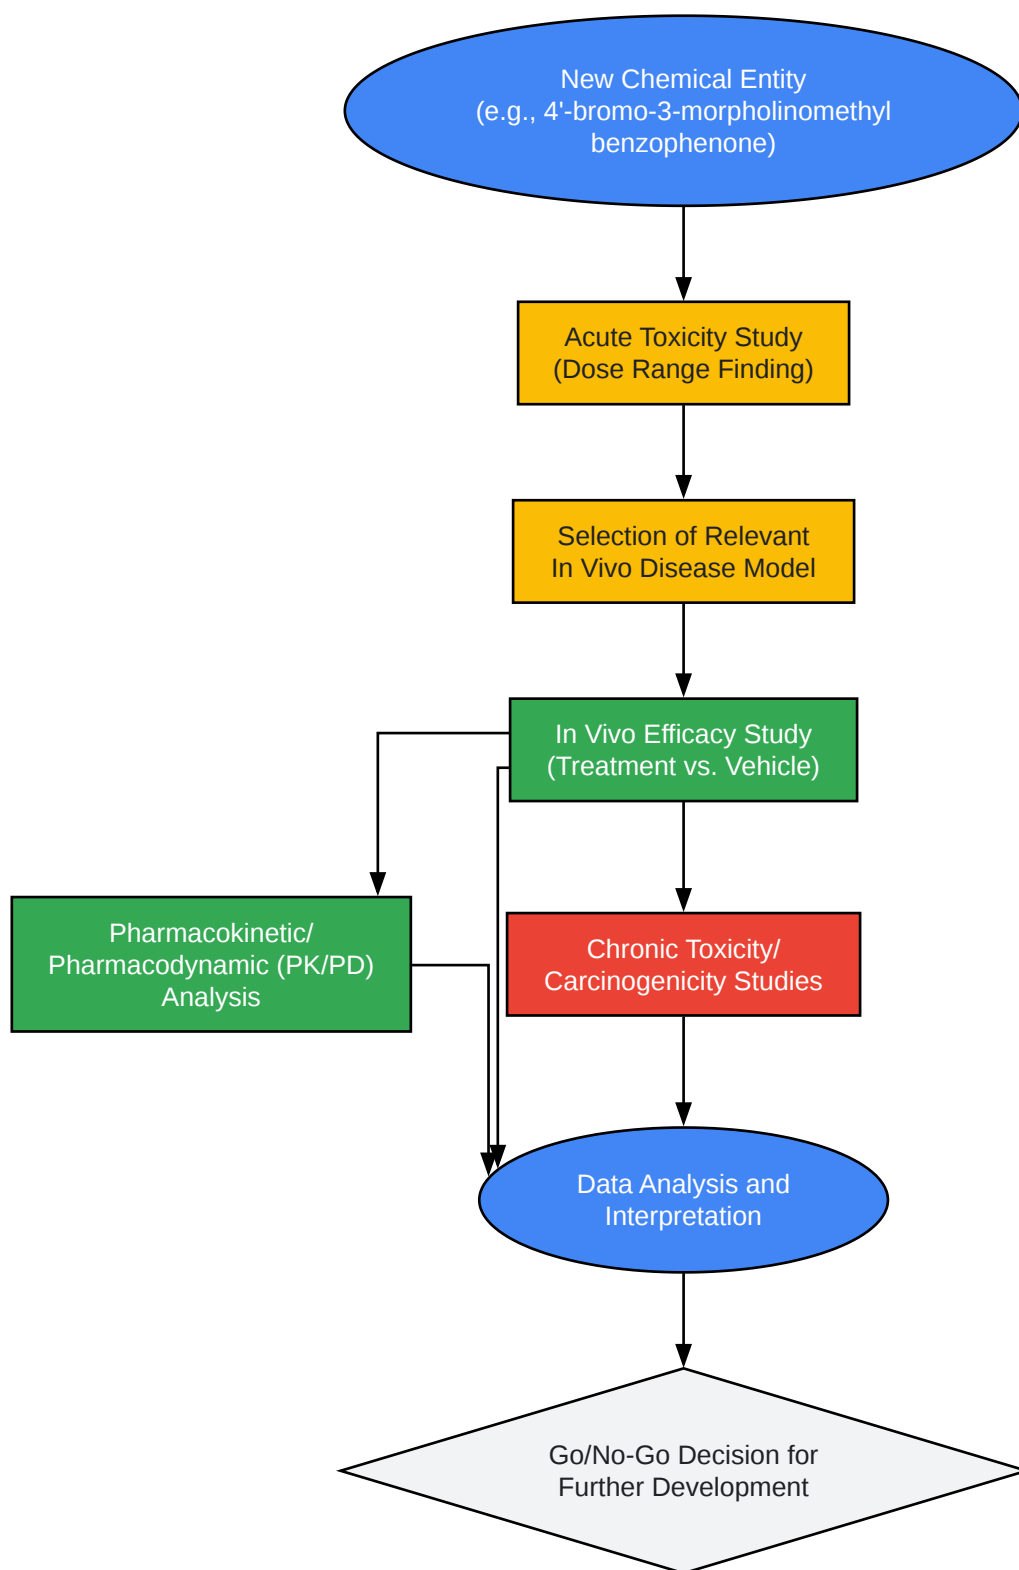 New Chemical Entity
(e.g., 4'-bromo-3-morpholinomethyl
benzophenone)
Acute Toxicity Study
(Dose Range Finding)
Selection of Relevant
In Vivo Disease Model
In Vivo Efficacy Study
(Treatment vs. Vehicle)
Pharmacokinetic/
Pharmacodynamic (PK/PD)
Analysis
Chronic Toxicity/
Carcinogenicity Studies
Data Analysis and
Interpretation
Go/No-Go Decision for
Further Development